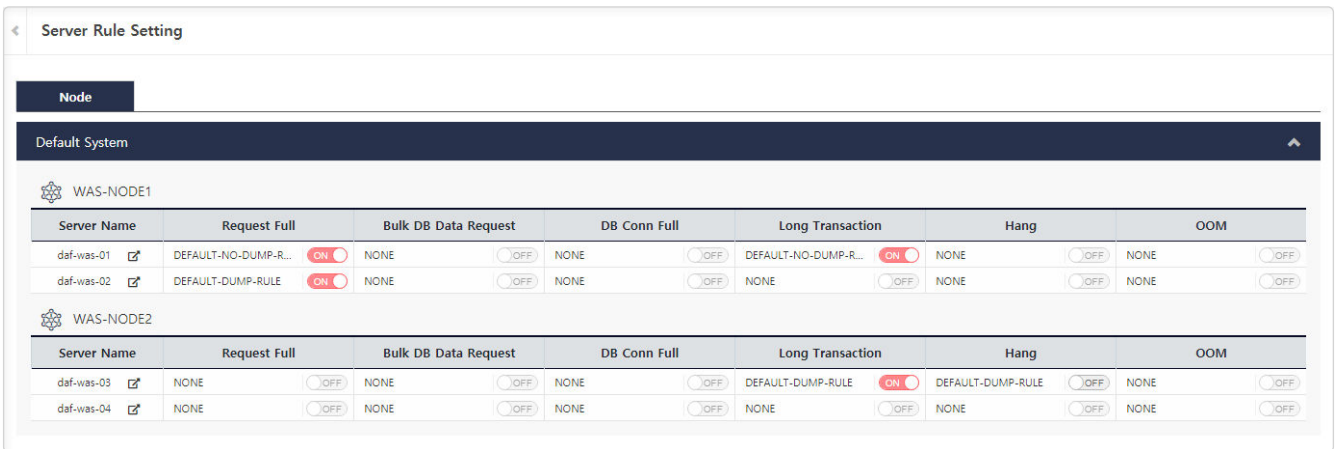 Server Rule Setting
Node
Default System
WAS-NODE1
Server Name Request Full Bulk DB Data Request DB Conn Full Long Transaction Hang OOM
daf-was-01 DEFAULT-NO-DUMP-R... ON NONE OFF NONE OFF DEFAULT-NO-DUMP-R... ON NONE OFF NONE OFF
daf-was-02 DEFAULT-DUMP-RULE ON NONE OFF NONE OFF NONE OFF NONE OFF NONE OFF
WAS-NODE2
Server Name Request Full Bulk DB Data Request DB Conn Full Long Transaction Hang OOM
daf-was-03 NONE OFF NONE OFF NONE OFF DEFAULT-DUMP-RULE ON DEFAULT-DUMP-RULE OFF NONE OFF
daf-was-04 NONE OFF NONE OFF NONE OFF NONE OFF NONE OFF NONE OFF